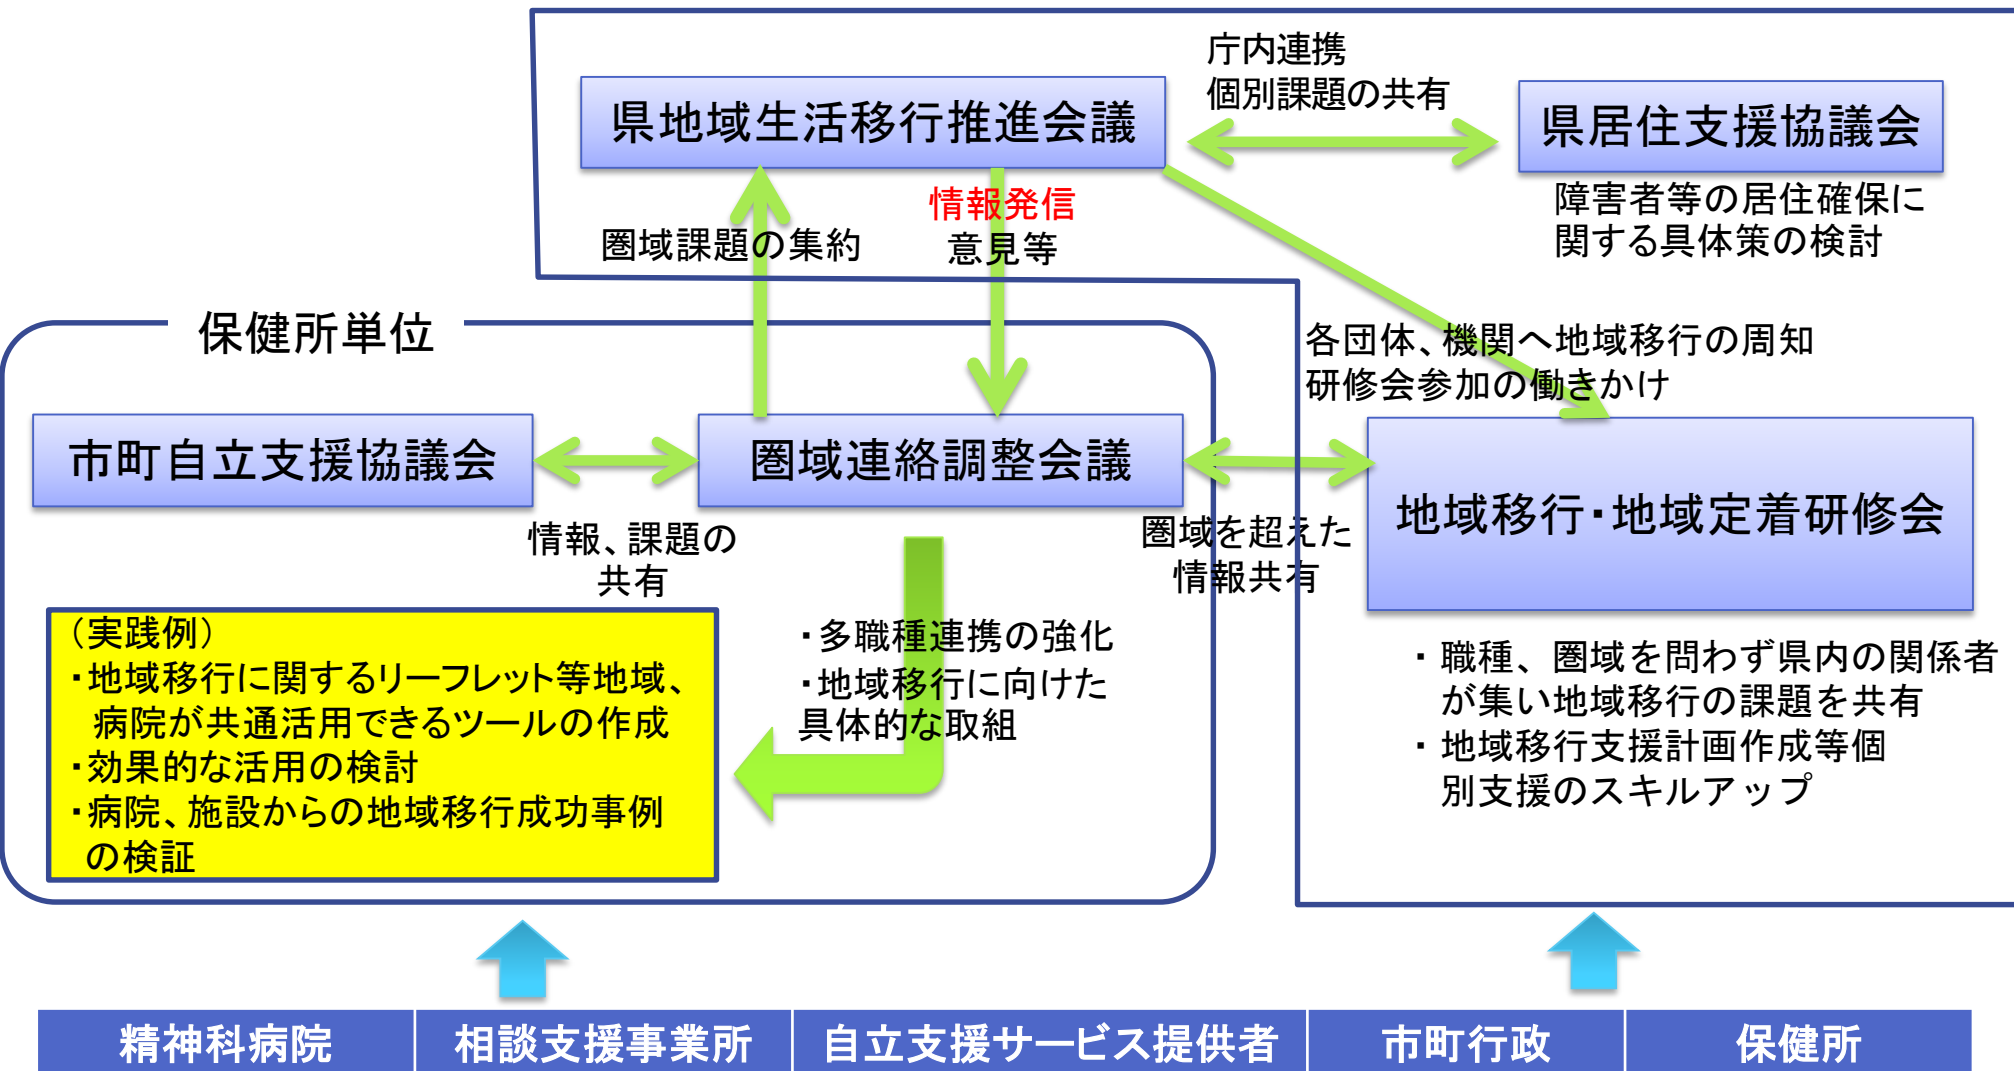 庁内連携
個別課題の共有
県地域生活移行推進会議
県居住支援協議会
障害者等の居住確保に
関する具体策の検討
情報発信
意見等
圏域課題の集約
保健所単位
各団体、機関へ地域移行の周知
研修会参加の働きかけ
市町自立支援協議会
圏域連絡調整会議
地域移行・地域定着研修会
情報、課題の
共有
圏域を超えた
情報共有
（実践例）
・地域移行に関するリーフレット等地域、
病院が共通活用できるツールの作成
・効果的な活用の検討
・病院、施設からの地域移行成功事例
の検証
・多職種連携の強化
・地域移行に向けた
具体的な取組
・職種、圏域を問わず県内の関係者
が集い地域移行の課題を共有
・地域移行支援計画作成等個
別支援のスキルアップ
精神科病院
相談支援事業所
自立支援サービス提供者
市町行政
保健所